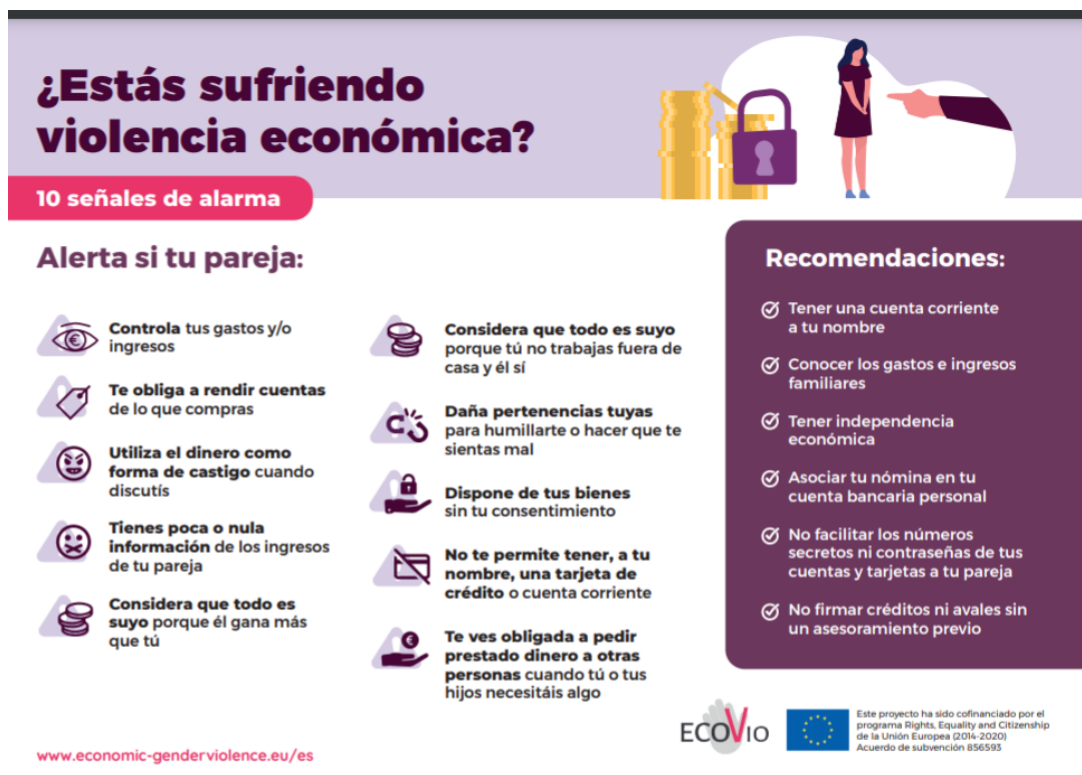 ¿Estás sufriendo
violencia económica?
10 señales de alarma
Alerta si tu pareja:
Controla tus gastos y/o
ingresos
Te obliga a rendir cuentas
de lo que compras
Utiliza el dinero como
forma de castigo cuando
discutís
Tienes poca o nula
información de los ingresos
de tu pareja
Considera que todo es
suyo porque él gana más
que tú
Considera que todo es suyo
porque tú no trabajas fuera de
casa y él sí
Daña pertenencias tuyas
para humillarte o hacer que te
sientas mal
Dispone de tus bienes
sin tu consentimiento
No te permite tener, a tu
nombre, una tarjeta de
crédito o cuenta corriente
Te ves obligada a pedir
prestado dinero a otras
personas cuando tú o tus
hijos necesitáis algo
Recomendaciones:
Tener una cuenta corriente
a tu nombre
Conocer los gastos e ingresos
familiares
Tener independencia
económica
Asociar tu nómina en tu
cuenta bancaria personal
No facilitar los números
secretos ni contraseñas de tus
cuentas y tarjetas a tu pareja
No firmar créditos ni avales sin
un asesoramiento previo
www.economic-genderviolence.eu/es
ECOVIO
Este proyecto ha sido cofinanciado por el
programa Rights, Equality and Citizenship
de la Unión Europea (2014-2020)
Acuerdo de subvención 856593